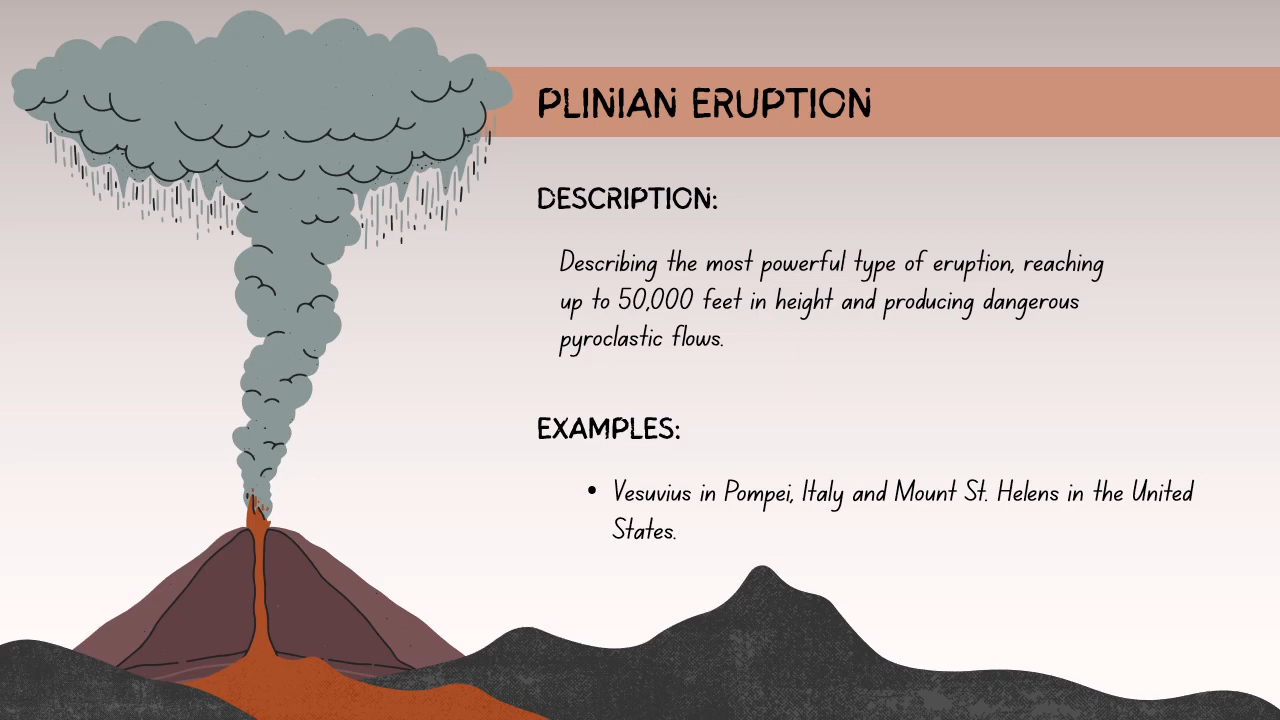 PLINIAN ERUPTION
DESCRIPTION:
Describing the most powerful type of eruption, reaching
up to 50,000 feet in height and producing dangerous
pyroclastic flows.
EXAMPLES:
• Vesuvius in Pompei, Italy and Mount St. Helens in the United
States.